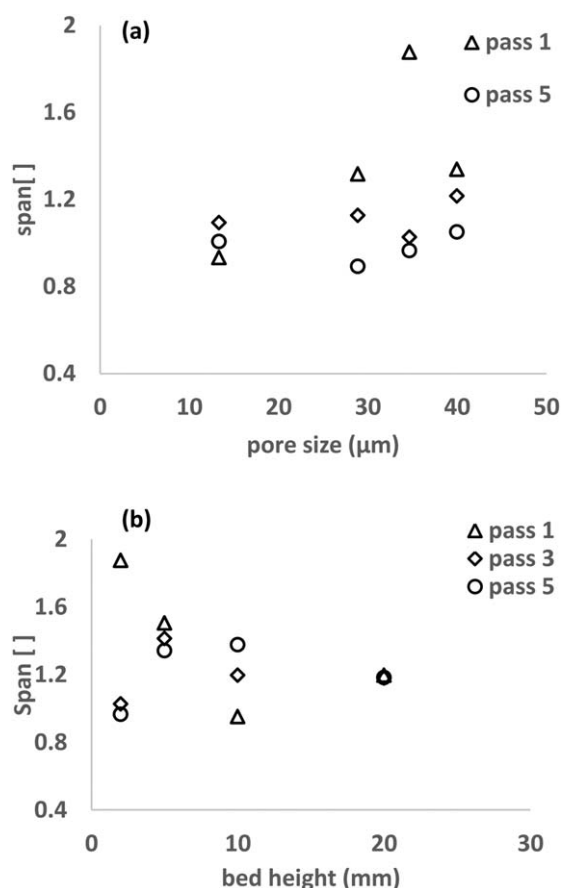 (a)
2
1.6
1.2
0.8
0.4
span[ ]
pass 1
pass 5
0 10 20 30 40 50
pore size (µm)
(b)
2
1.6
1.2
0.8
0.4
Span [ ]
pass 1
pass 3
pass 5
0 10 20 30
bed height (mm)